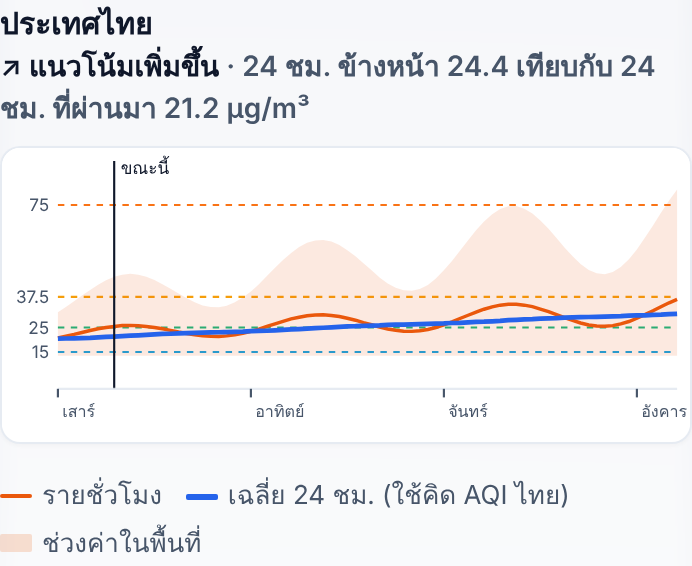 ประเทศไทย
↗ แนวโน้มเพิ่มขึ้น · 24 ชม. ข้างหน้า 24.4 เทียบกับ 24
ชม. ที่ผ่านมา 21.2 µg/m³
ขณะนี้
75
37.5
25
15
เสาร์ อาทิตย์ จันทร์ อังคาร
รายชั่วโมง เฉลี่ย 24 ชม. (ใช้คิด AQI ไทย)
ช่วงค่าในพื้นที่